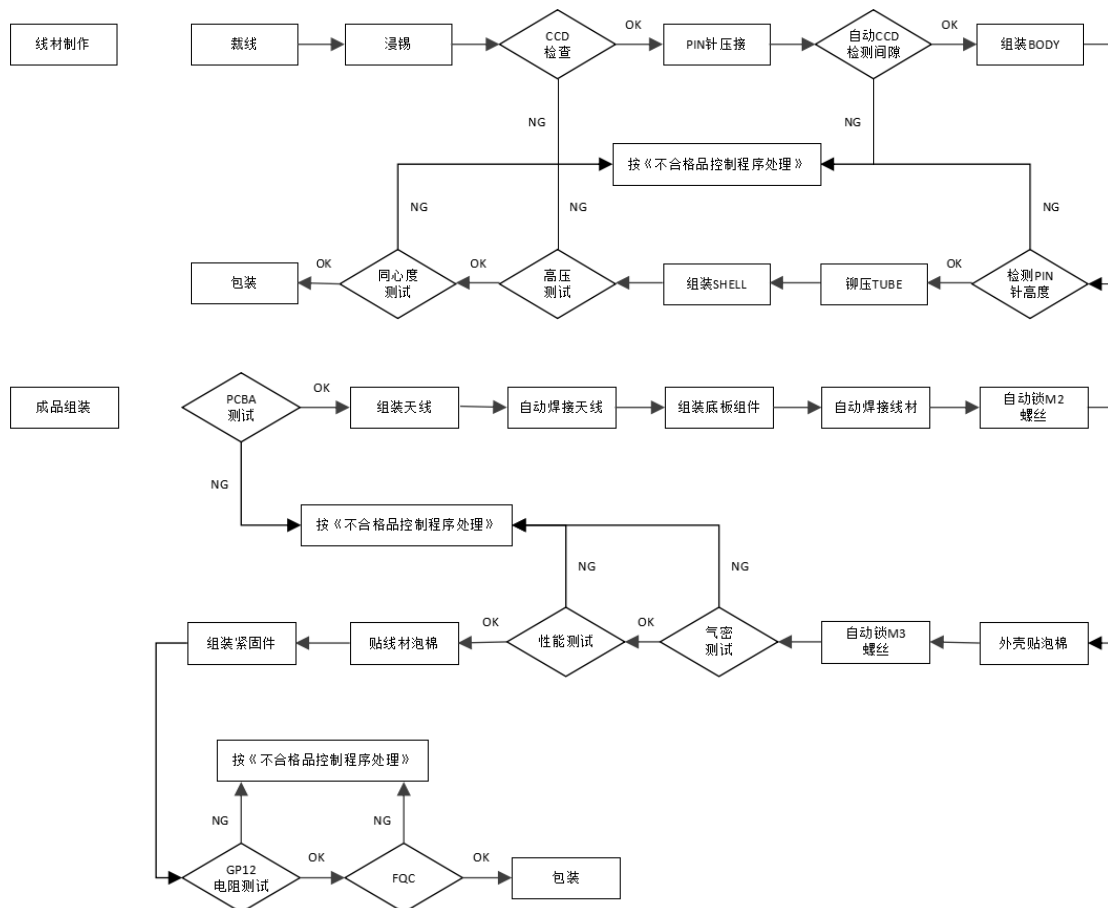 线材制作
裁线
浸锡
CCD
检查
OK
PIN针压接
自动CCD
检测间隙
OK
组装BODY
NG
NG
按《不合格品控制程序处理》
NG
NG
NG
包装
OK
同心度
测试
OK
高压
测试
组装SHELL
铆压TUBE
OK
检测PIN
针高度
成品组装
PCBA
测试
OK
组装天线
自动焊接天线
组装底板组件
自动焊接线材
自动锁M2
螺丝
NG
按《不合格品控制程序处理》
NG
NG
组装紧固件
贴线材泡棉
OK
性能测试
OK
气密
测试
自动锁M3
螺丝
外壳贴泡棉
按《不合格品控制程序处理》
NG
NG
GP12
电阻测试
OK
FQC
OK
包装